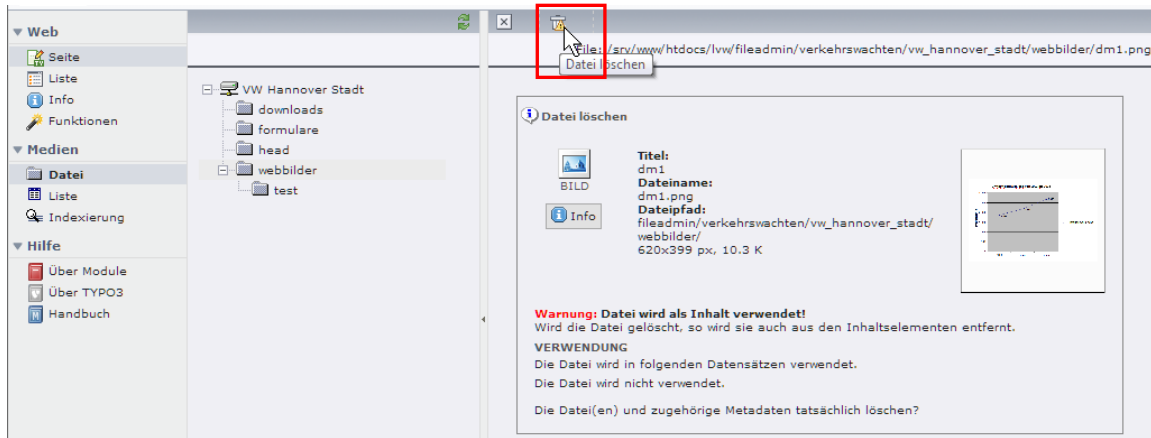 Web
Seite
Liste
Info
Funktionen
Medien
Datei
Liste
Indexierung
Hilfe
Über Module
Über TYPO3
Handbuch
VW Hannover Stadt
downloads
formulare
head
webbilder
test
File: /srv/www/htdocs/lvw/fileadmin/verkehrswachten/vw_hannover_stadt/webbilder/dm1.png
Datei löschen
Datei löschen
BILD
Info
Titel:
dm1
Dateiname:
dm1.png
Dateipfad:
fileadmin/verkehrswachten/vw_hannover_stadt/
webbilder/
620x399 px, 10.3 K
Warnung: Datei wird als Inhalt verwendet!
Wird die Datei gelöscht, so wird sie auch aus den Inhaltselementen entfernt.
VERWENDUNG
Die Datei wird in folgenden Datensätzen verwendet.
Die Datei wird nicht verwendet.
Die Datei(en) und zugehörige Metadaten tatsächlich löschen?